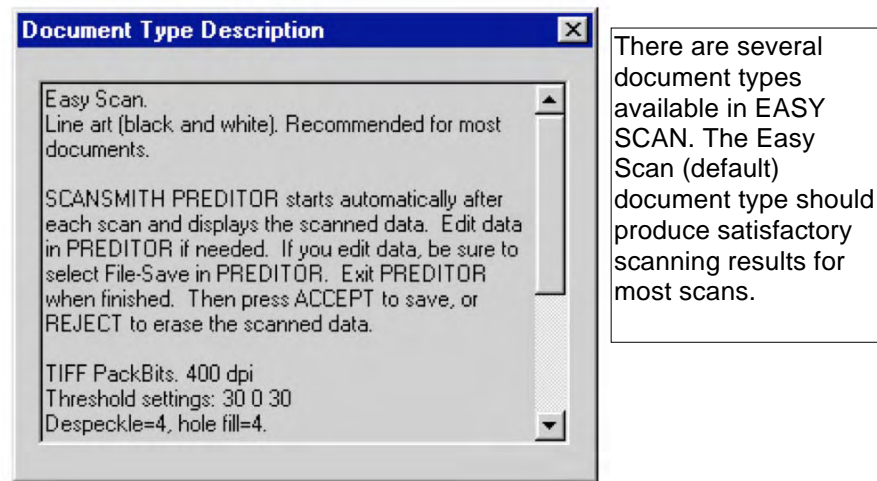 Document Type Description
Easy Scan.
Line art (black and white). Recommended for most
documents.
SCANSMITH PREDITOR starts automatically after
each scan and displays the scanned data. Edit data
in PREDITOR if needed. If you edit data, be sure to
select File-Save in PREDITOR. Exit PREDITOR
when finished. Then press ACCEPT to save, or
REJECT to erase the scanned data.
TIFF PackBits. 400 dpi
Threshold settings: 30 0 30
Despeckle=4, hole fill=4.
There are several
document types
available in EASY
SCAN. The Easy
Scan (default)
document type should
produce satisfactory
scanning results for
most scans.